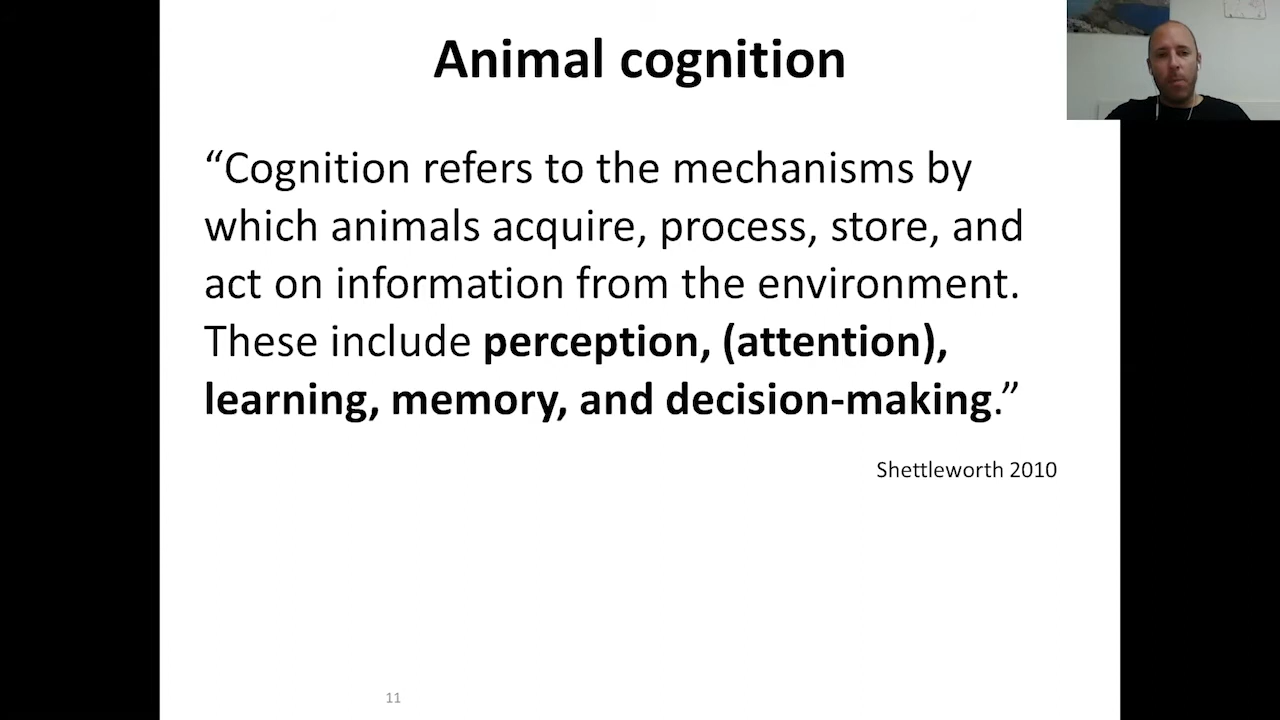 Animal cognition
“Cognition refers to the mechanisms by
which animals acquire, process, store, and
act on information from the environment.
These include perception, (attention),
learning, memory, and decision-making.”
Shettleworth 2010
11